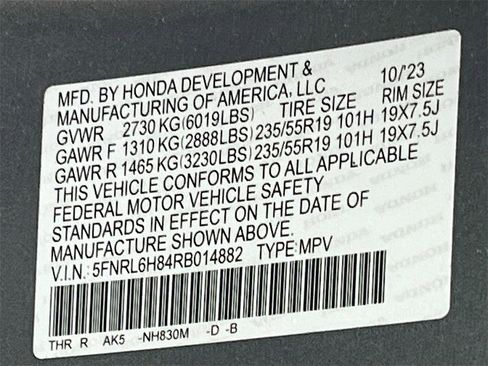 MFD. BY HONDA DEVELOPMENT & 10/'23
MANUFACTURING OF AMERICA, LLC
GVWR 2730 KG(6019LBS) TIRE SIZE RIM SIZE
GAWR F 1310 KG(2888LBS) 235/55R19 101H 19X7.5J
GAWR R 1465 KG(3230LBS) 235/55R19 101H 19X7.5J
THIS VEHICLE CONFORMS TO ALL APPLICABLE
FEDERAL MOTOR VEHICLE SAFETY
STANDARDS IN EFFECT ON THE DATE OF
MANUFACTURE SHOWN ABOVE.
V.I.N.: 5FNRL6H84RB014882 TYPE:MPV
THR R AK5 -NH830M -D -B